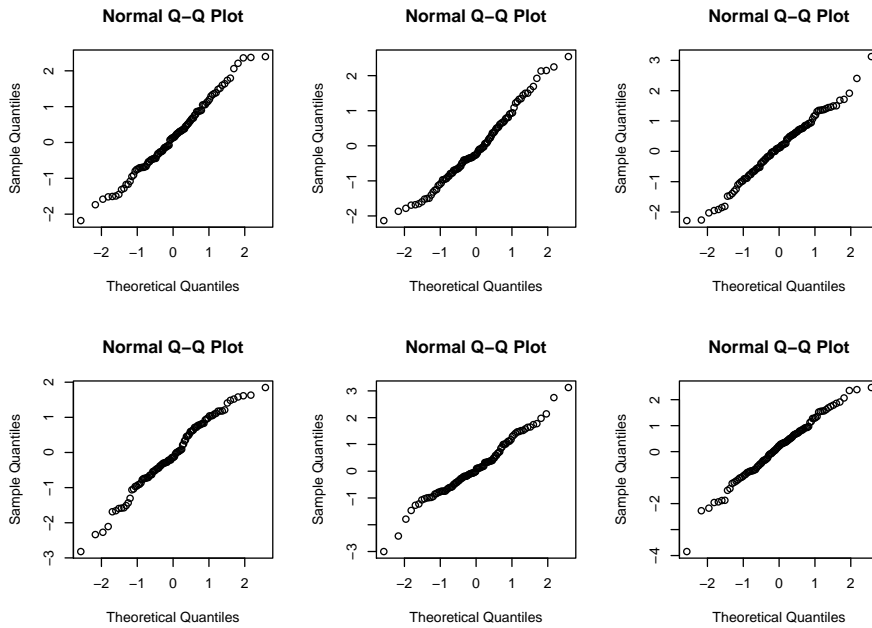 Normal Q−Q Plot
Normal Q−Q Plot
Normal Q−Q Plot
Sample Quantiles
−2 −1 0 1 2
−2 −1 0 1 2
Theoretical Quantiles
Sample Quantiles
−2 −1 0 1 2
−2 −1 0 1 2
Theoretical Quantiles
Sample Quantiles
−2 −1 0 1 2 3
−2 −1 0 1 2
Theoretical Quantiles
Normal Q−Q Plot
Normal Q−Q Plot
Normal Q−Q Plot
Sample Quantiles
−3 −2 −1 0 1 2
−2 −1 0 1 2
Theoretical Quantiles
Sample Quantiles
−3 −1 0 1 2 3
−2 −1 0 1 2
Theoretical Quantiles
Sample Quantiles
−4 −2 0 1 2
−2 −1 0 1 2
Theoretical Quantiles